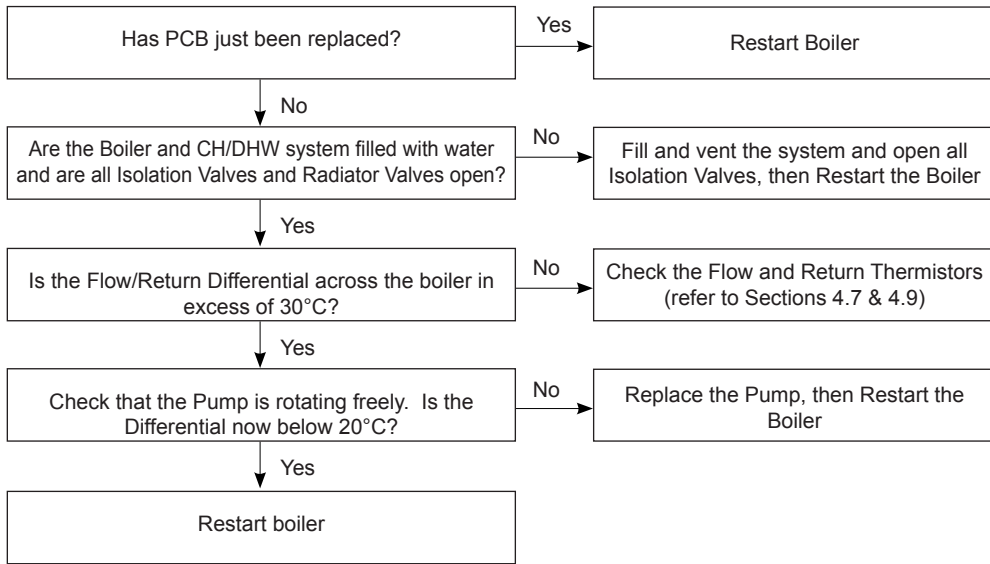 Has PCB just been replaced?
Yes
Restart Boiler
No
Are the Boiler and CH/DHW system filled with water
and are all Isolation Valves and Radiator Valves open?
No
Fill and vent the system and open all
Isolation Valves, then Restart the Boiler
Yes
Is the Flow/Return Differential across the boiler in
excess of 30°C?
No
Check the Flow and Return Thermistors
(refer to Sections 4.7 & 4.9)
Yes
Check that the Pump is rotating freely.  Is the
Differential now below 20°C?
No
Replace the Pump, then Restart the
Boiler
Yes
Restart boiler